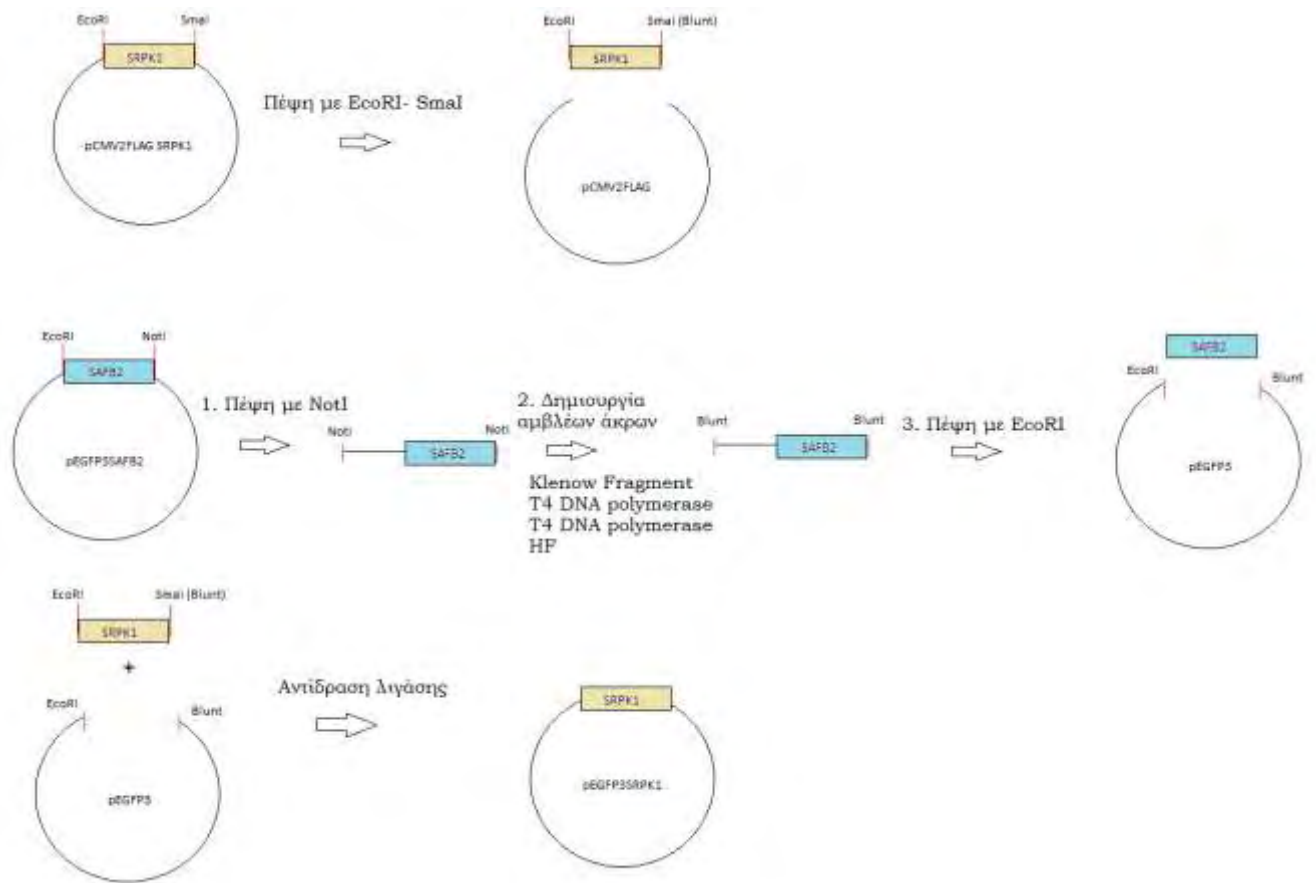 EcoRI SmaI
SRPK1
pCMV2FLAG SRPK1
Πέψη με EcoRI- SmaI
EcoRI SmaI (Blunt)
SRPK1
pCMV2FLAG
EcoRI NotI
SAFB2
pEGFP3SAFB2
1. Πέψη με NotI
NotI NotI
SAFB2
2. Δημιουργία
αμβλέων άκρων
Klenow Fragment
T4 DNA polymerase
T4 DNA polymerase
HF
Blunt Blunt
SAFB2
3. Πέψη με EcoRI
SAFB2
EcoRI Blunt
pEGFP3
EcoRI SmaI (Blunt)
SRPK1
+
EcoRI Blunt
pEGFP3
Αντίδραση λιγάσης
SRPK1
pEGFP3SRPK1